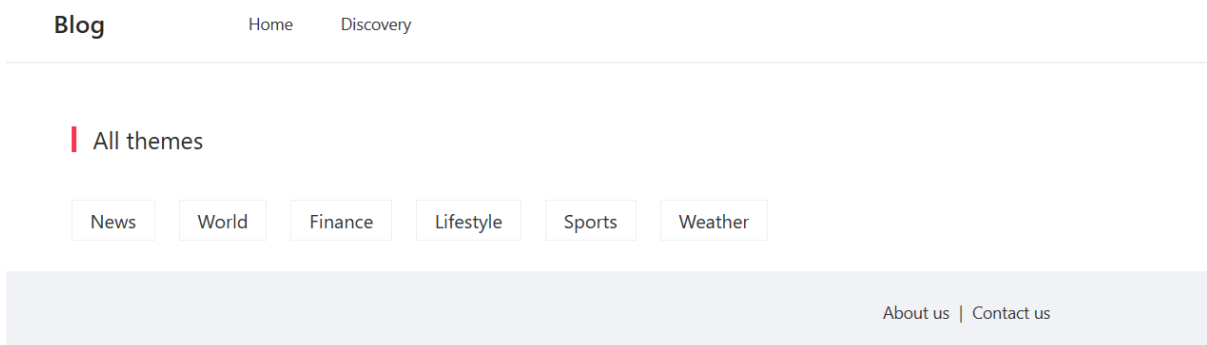 Blog Home Discovery
All themes
News World Finance Lifestyle Sports Weather
About us | Contact us